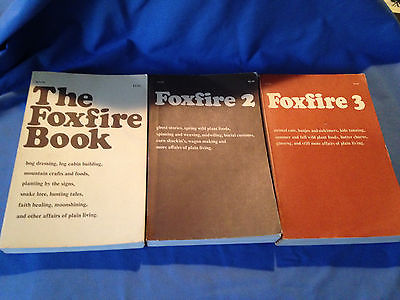 The
Foxfire
Book
hog dressing, log cabin building,
mountain crafts and foods,
planting by the signs,
snake lore, hunting tales,
faith healing, moonshining,
and other affairs of plain living.
Foxfire 2
ghost stories, spring wild plant foods,
spinning and weaving, midwifing, burial customs,
corn shuckin's, wagon making and
more affairs of plain living.
Foxfire 3
animal care, banjos and dulcimers, hide tanning,
summer and fall wild plant foods, butter churns,
ginseng, and still more affairs of plain living.